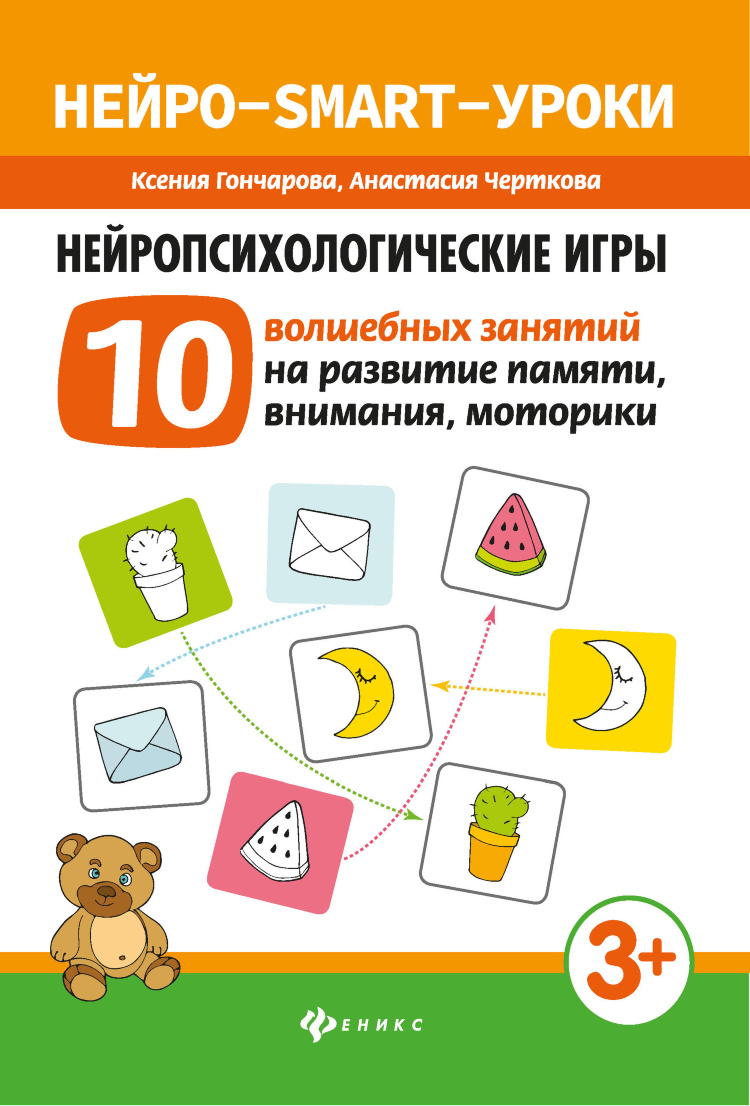 НЕЙРО–SMART–УРОКИ
Ксения Гончарова, Анастасия Черткова
НЕЙРОПСИХОЛОГИЧЕСКИЕ ИГРЫ
10
волшебных занятий
на развитие памяти,
внимания, моторики
3+
ФЕНИКС